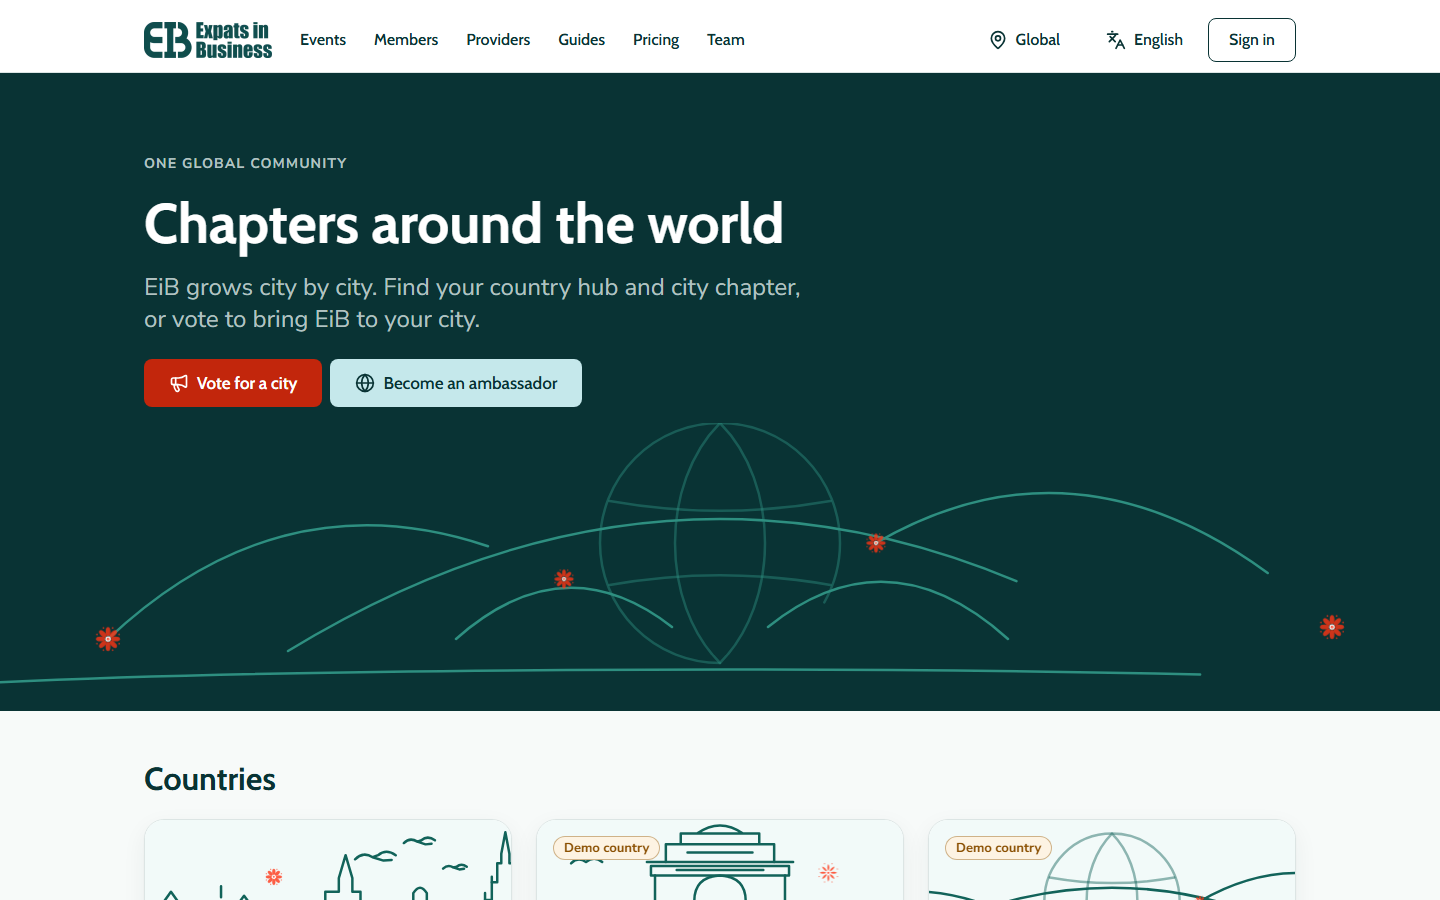 EIB Expats in Business
Events
Members
Providers
Guides
Pricing
Team
Global
English
Sign in
ONE GLOBAL COMMUNITY
Chapters around the world
EiB grows city by city. Find your country hub and city chapter,
or vote to bring EiB to your city.
Vote for a city
Become an ambassador
Countries
Demo country
Demo country